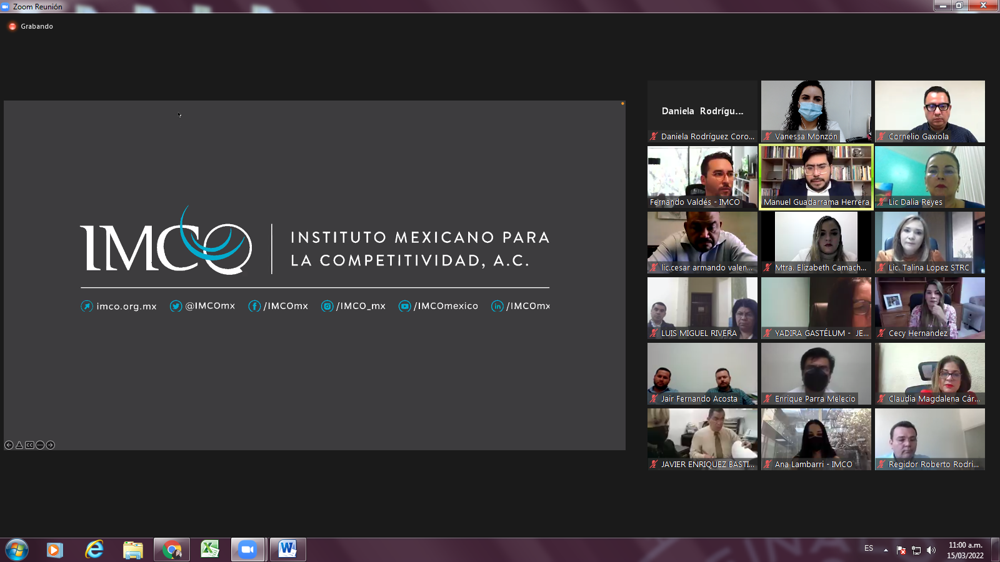 Zoom Reunión
Grabando
IMCO
INSTITUTO MEXICANO PARA
LA COMPETITIVIDAD, A.C.
imco.org.mx @IMCOmx /IMCOmx /IMCO_mx /IMCOmexico /IMCOmx
Daniela Rodrígu...
Daniela Rodríguez Coro...
Vanessa Monzón
Cornelio Gaxiola
Fernando Valdés - IMCO
Manuel Guadarrama Herrera
Lic Dalia Reyes
lic.cesar armando valen...
Mtra. Elizabeth Camach...
Lic. Talina Lopez STRC
LUIS MIGUEL RIVERA
YADIRA GASTÉLUM - JE...
Cecy Hernandez
Jair Fernando Acosta
Enrique Parra Melecio
Claudia Magdalena Cár...
JAVIER ENRIQUEZ BASTI...
Ana Lambarri - IMCO
Regidor Roberto Rodri...
CC
ES
11:00 a.m.
15/03/2022